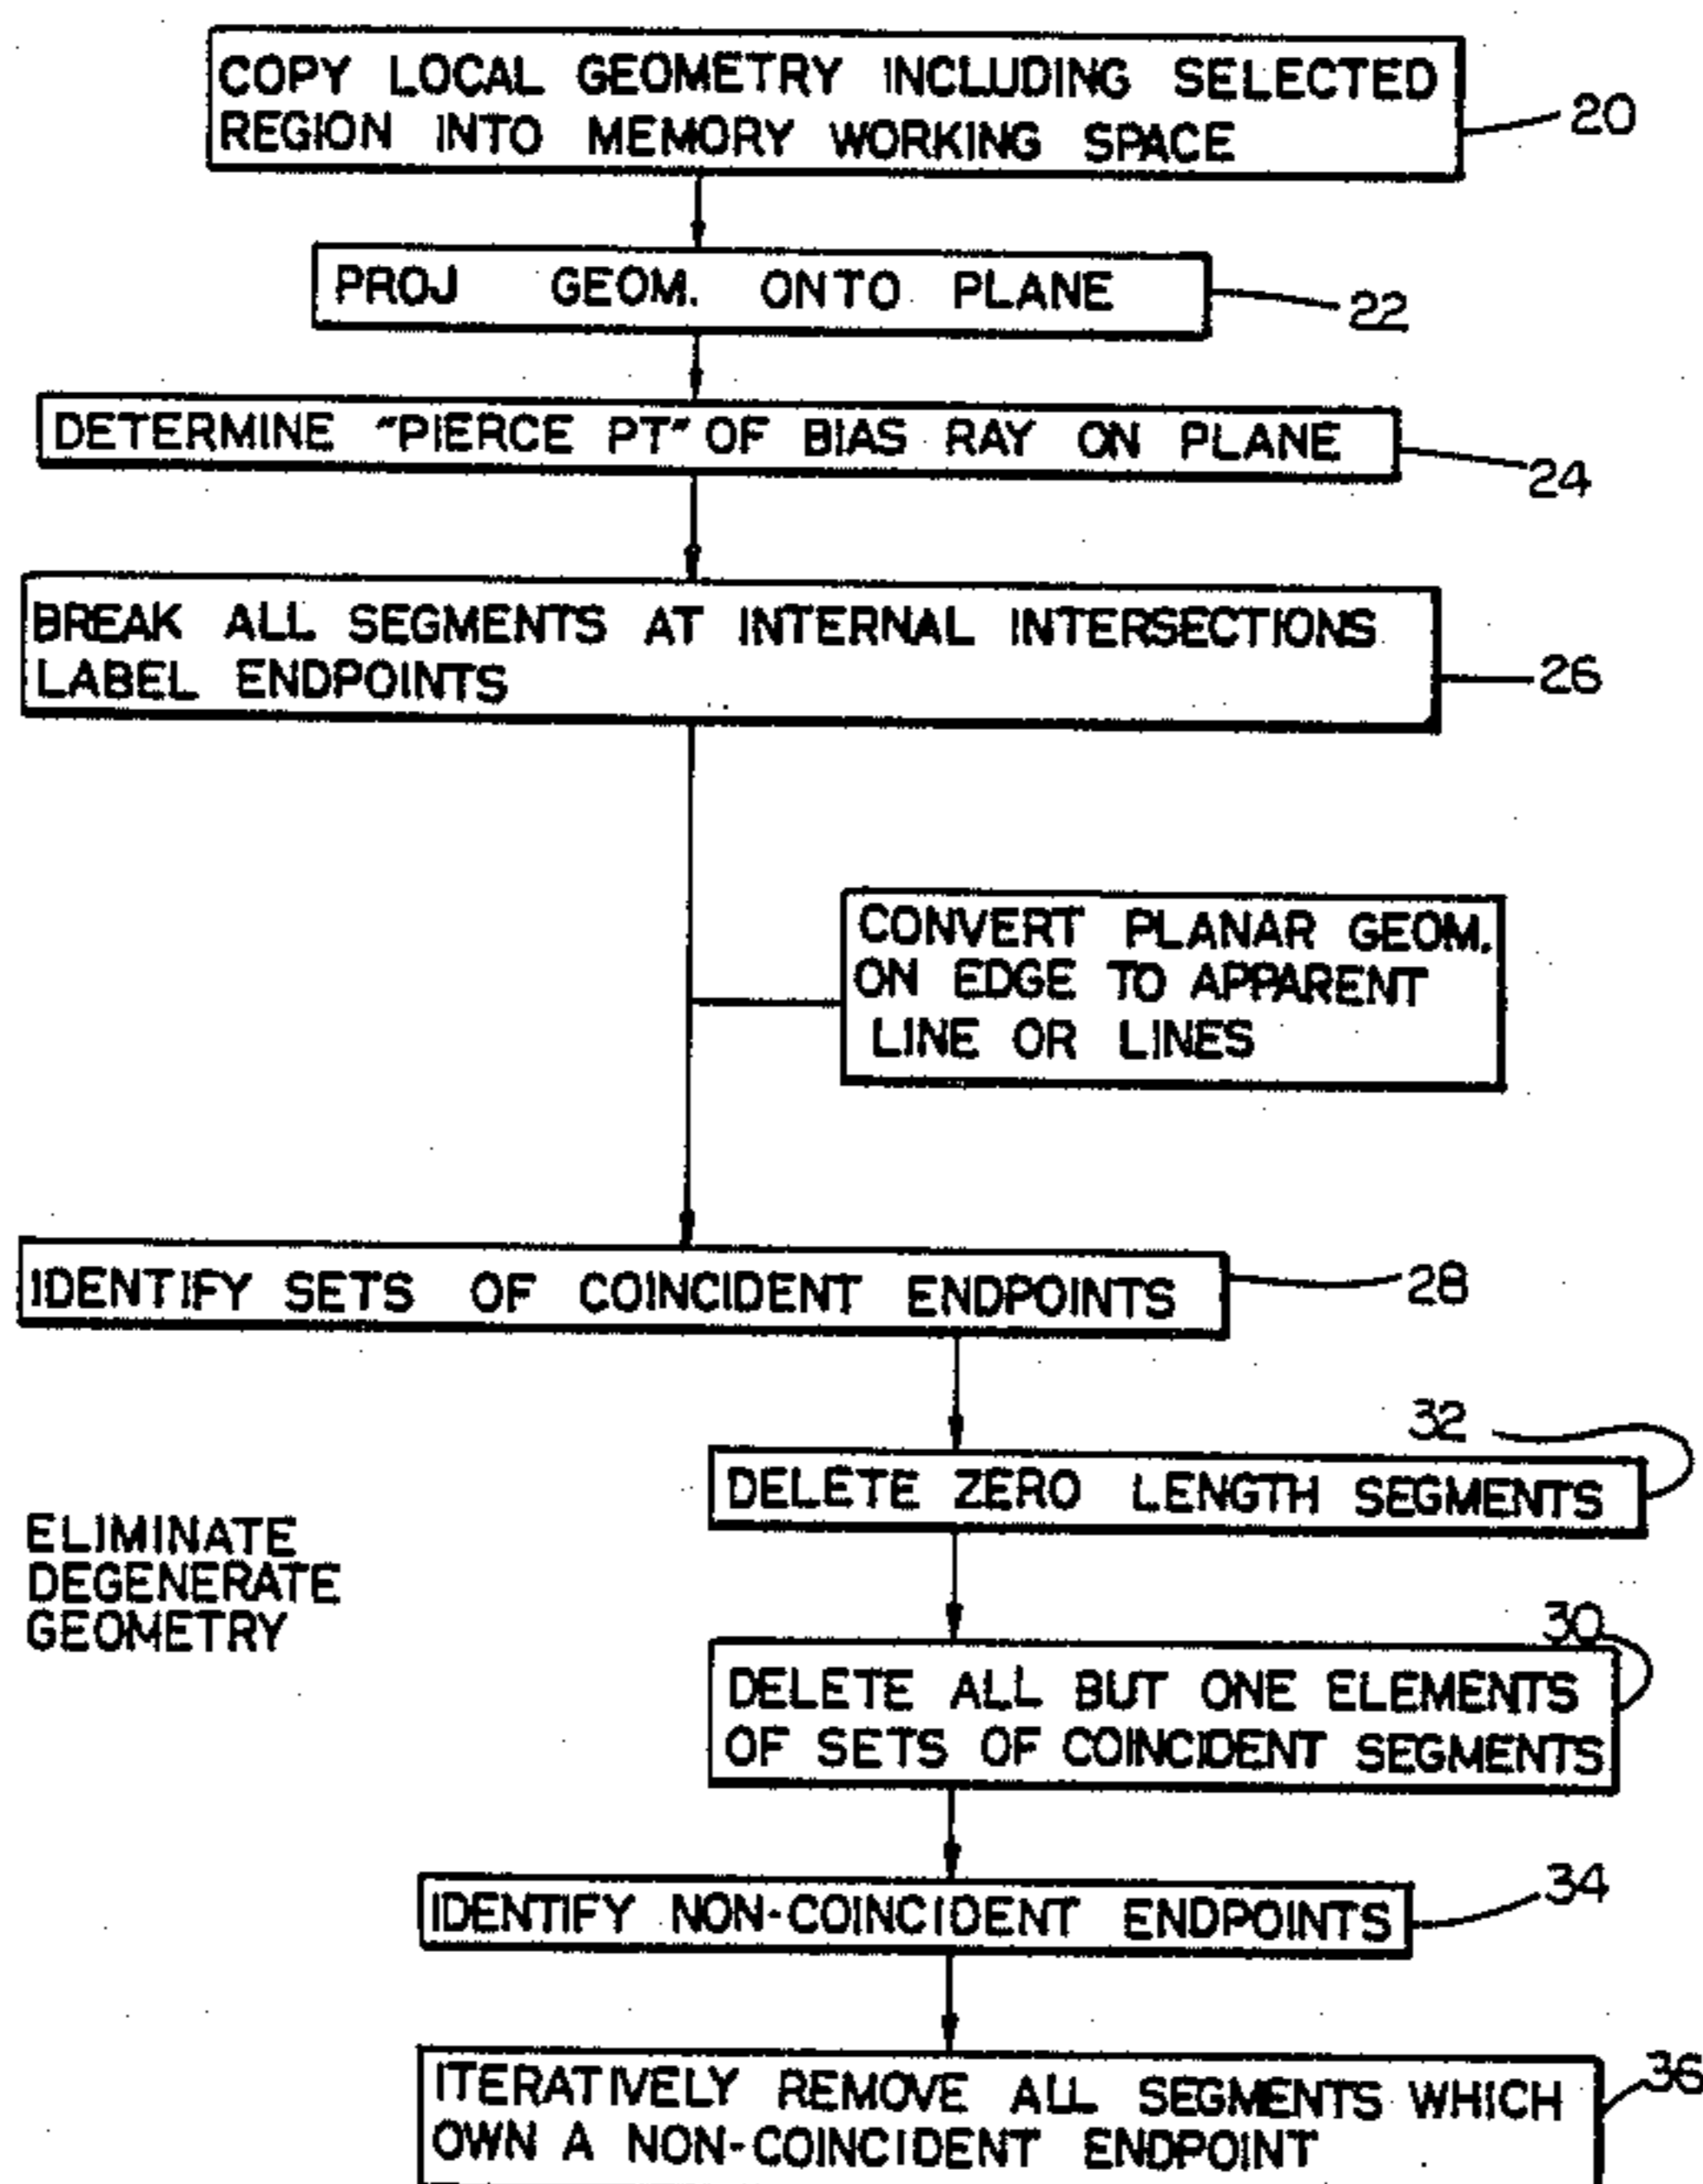 COPY LOCAL GEOMETRY INCLUDING SELECTED
REGION INTO MEMORY WORKING SPACE
20
PROJ GEOM. ONTO PLANE
22
DETERMINE "PIERCE PT" OF BIAS RAY ON PLANE
24
BREAK ALL SEGMENTS AT INTERNAL INTERSECTIONS
LABEL ENDPOINTS
26
CONVERT PLANAR GEOM.
ON EDGE TO APPARENT
LINE OR LINES
IDENTIFY SETS OF COINCIDENT ENDPOINTS
28
32
DELETE ZERO LENGTH SEGMENTS
ELIMINATE
DEGENERATE
GEOMETRY
30
DELETE ALL BUT ONE ELEMENTS
OF SETS OF COINCIDENT SEGMENTS
34
IDENTIFY NON-COINCIDENT ENDPOINTS
36
ITERATIVELY REMOVE ALL SEGMENTS WHICH
OWN A NON-COINCIDENT ENDPOINT